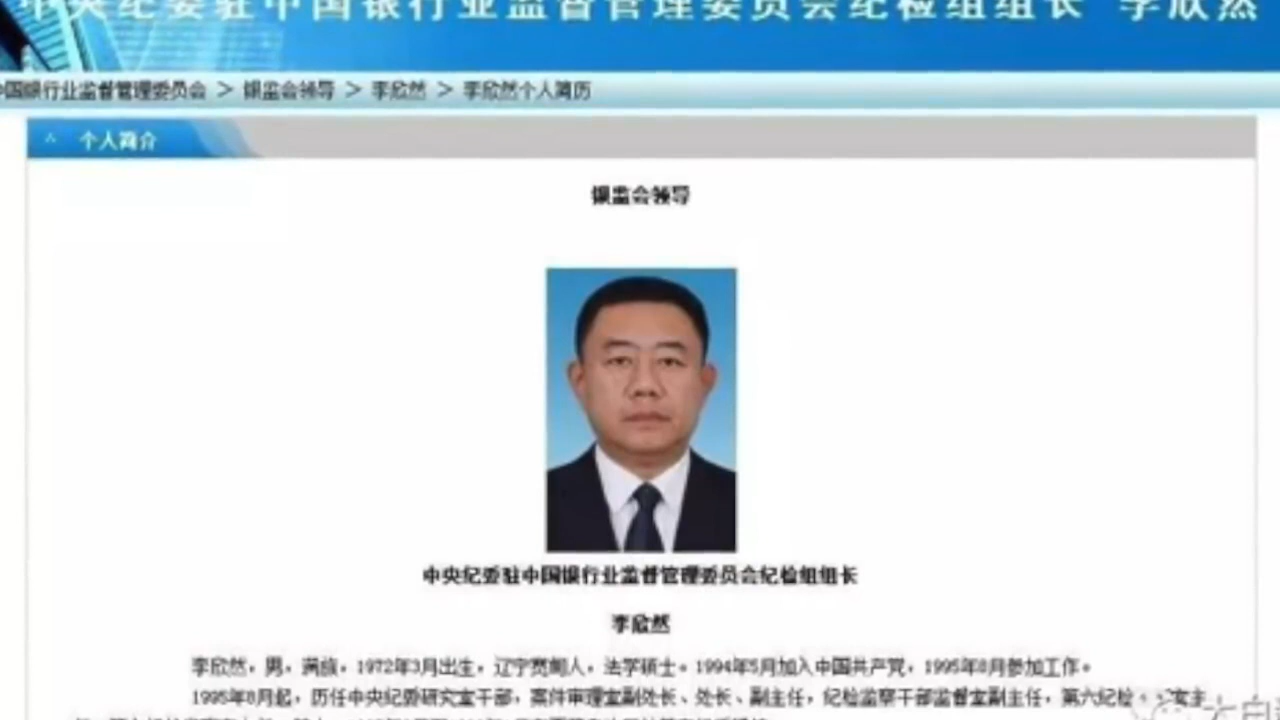 中央纪委驻中国银行业监督管理委员会纪检组组长 李欣然
中国银行业监督管理委员会 > 银监会领导 > 李欣然 > 李欣然个人简历
个人简介
银监会领导
中央纪委驻中国银行业监督管理委员会纪检组组长
李欣然
李欣然，男，满族，1972年3月出生，辽宁宽甸人，法学硕士。1994年5月加入中国共产党，1995年8月参加工作。
1995年8月起，历任中央纪委研究室干部，案件审理室副处长、处长、副主任，纪检监察干部监督室副主任，第六纪检